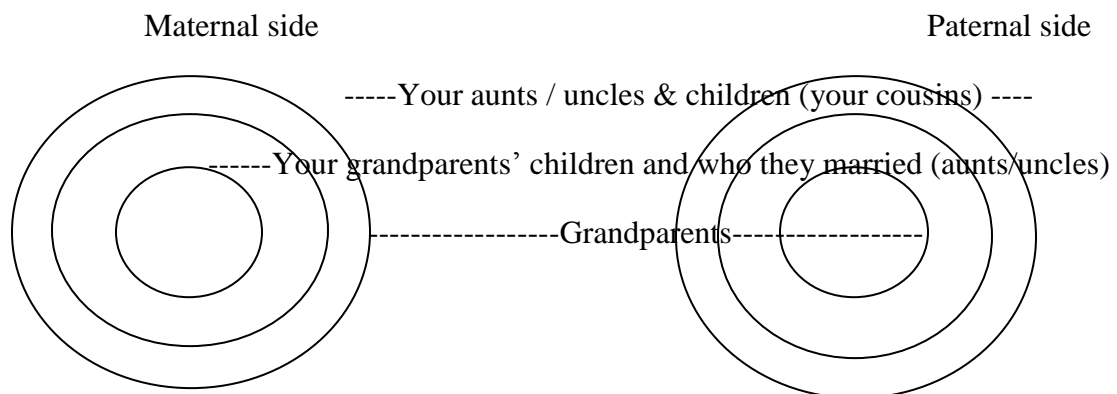 Maternal side Paternal side
-----Your aunts / uncles & children (your cousins) ----
------Your grandparents’ children and who they married (aunts/uncles)
------------------Grandparents------------------